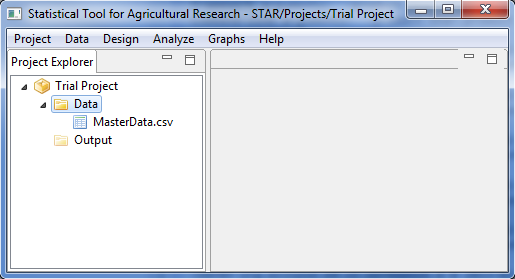 Statistical Tool for Agricultural Research - STAR/Projects/Trial Project
Project Data Design Analyze Graphs Help
Project Explorer
Trial Project
Data
MasterData.csv
Output